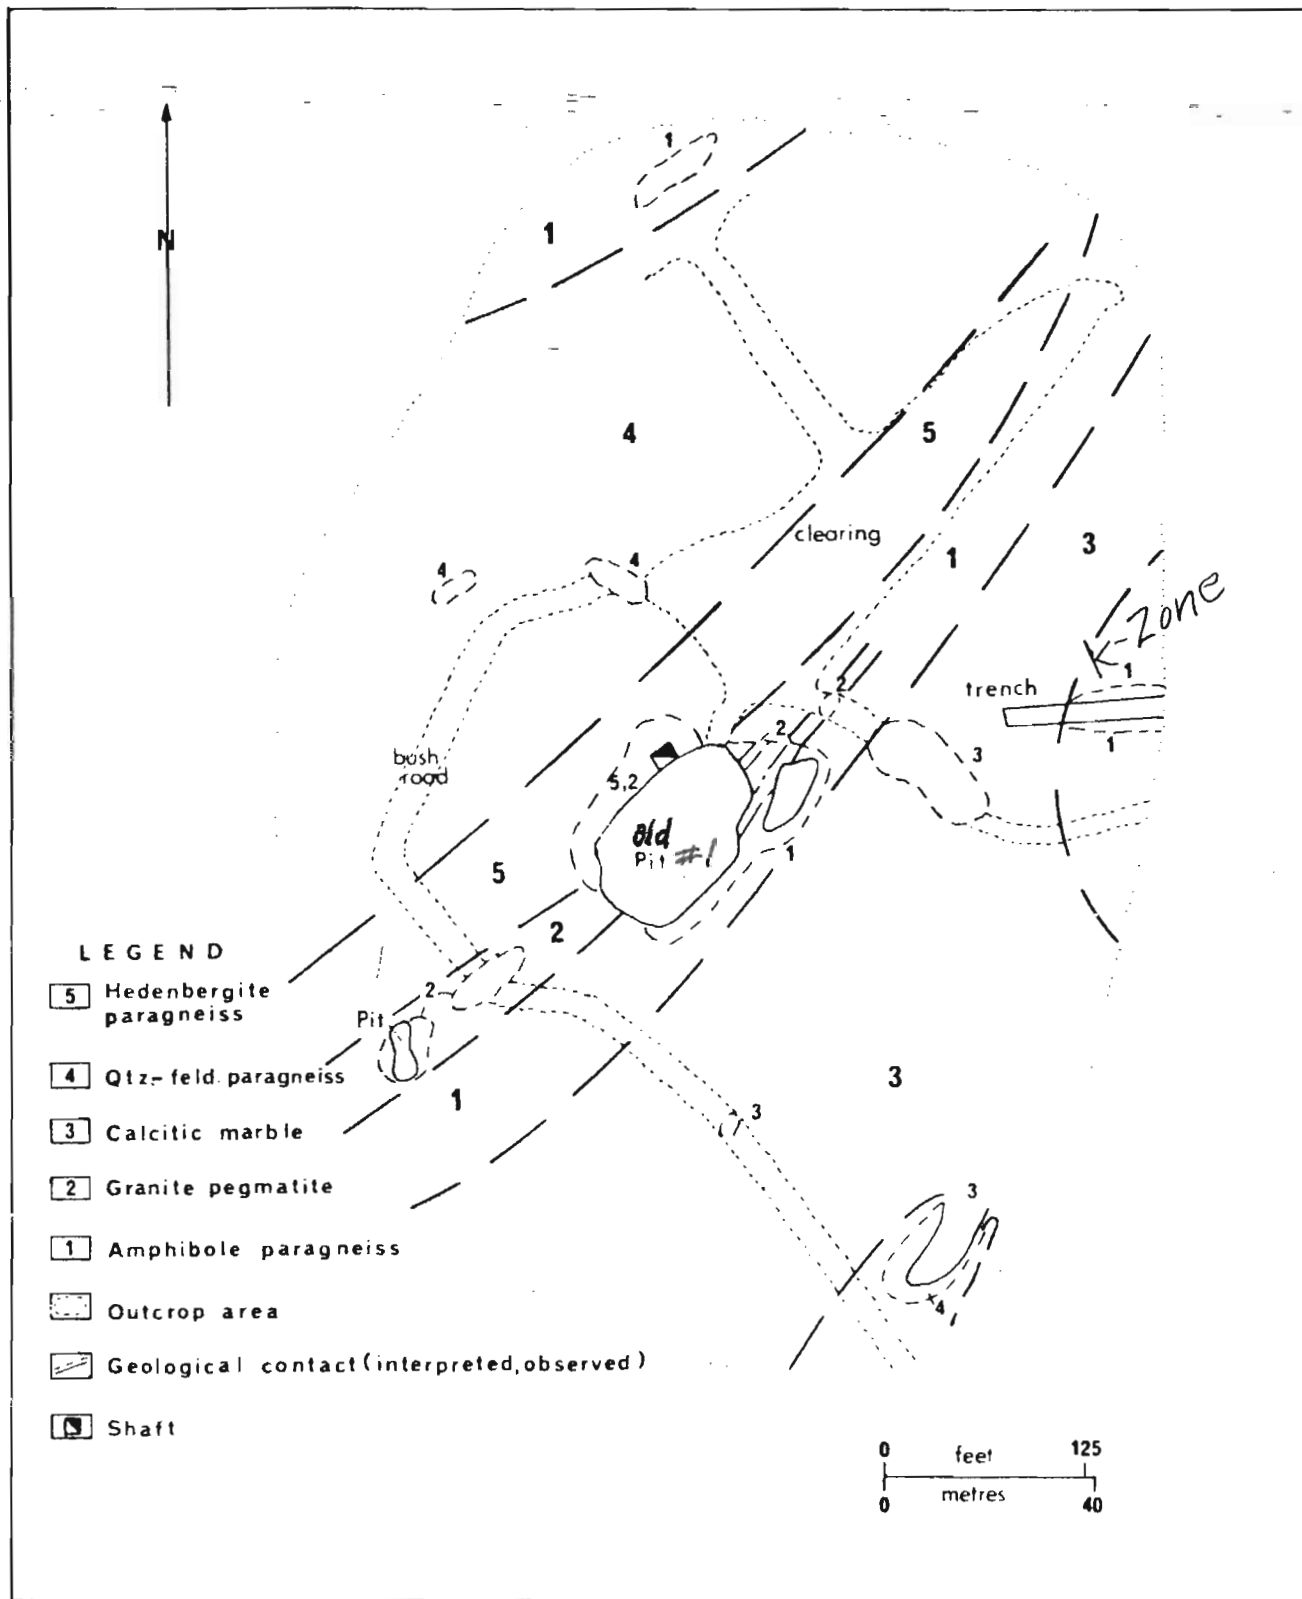 1
N
1
4
5
clearing
4
4
1
3
K-Zone
1
trench
2
2
3
1
bush
road
5,2
old
Pit #1
1
5
2
2
Pit
1
3
3
3
4
LEGEND
5 Hedenbergite
paragneiss
4 Qtz.-feld. paragneiss
3 Calcitic marble
2 Granite pegmatite
1 Amphibole paragneiss
Outcrop area
Geological contact (interpreted, observed)
Shaft
0 feet 125
0 metres 40